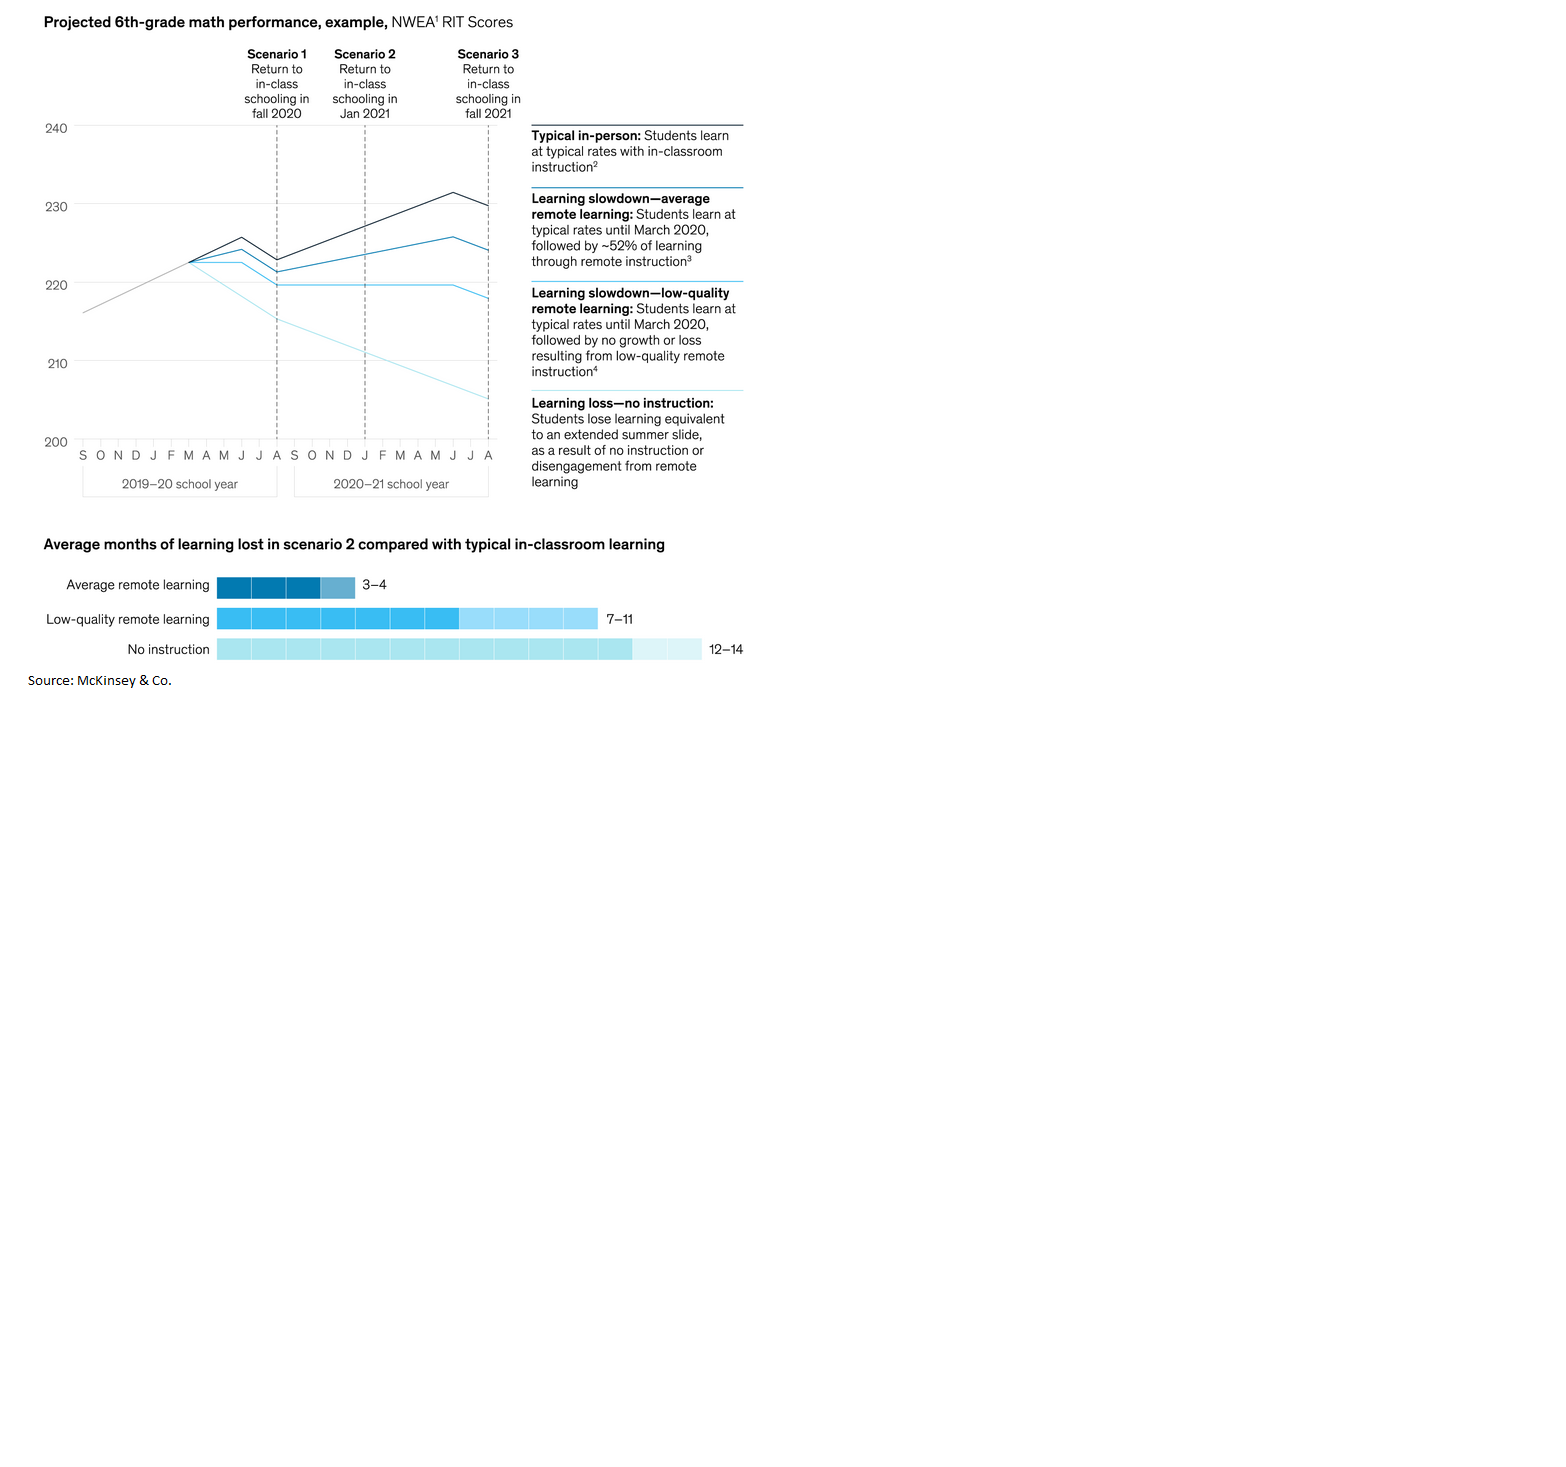 Projected 6th-grade math performance, example, NWEA¹ RIT Scores
Scenario 1
Return to
in-class
schooling in
fall 2020
Scenario 2
Return to
in-class
schooling in
Jan 2021
Scenario 3
Return to
in-class
schooling in
fall 2021
240
230
220
210
200
S O N D J F M A M J J A S O N D J F M A M J J A
2019–20 school year
2020–21 school year
Typical in-person: Students learn
at typical rates with in-classroom
instruction²
Learning slowdown—average
remote learning: Students learn at
typical rates until March 2020,
followed by ~52% of learning
through remote instruction³
Learning slowdown—low-quality
remote learning: Students learn at
typical rates until March 2020,
followed by no growth or loss
resulting from low-quality remote
instruction⁴
Learning loss—no instruction:
Students lose learning equivalent
to an extended summer slide,
as a result of no instruction or
disengagement from remote
learning
Average months of learning lost in scenario 2 compared with typical in-classroom learning
Average remote learning 3–4
Low-quality remote learning 7–11
No instruction 12–14
Source: McKinsey & Co.